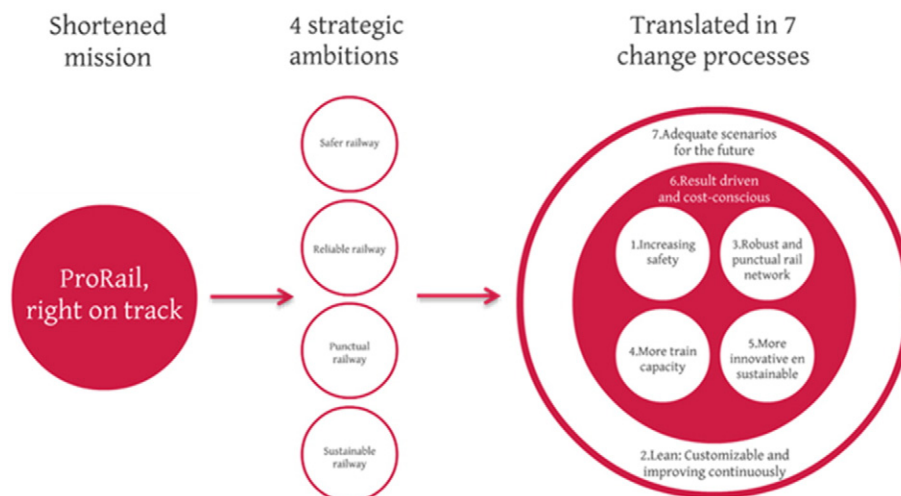 Shortened
mission
4 strategic
ambitions
Translated in 7
change processes
ProRail,
right on track
Safer railway
Reliable railway
Punctual
railway
Sustainable
railway
7.Adequate scenarios
for the future
6.Result driven
and cost-conscious
1.Increasing
safety
3.Robust and
punctual rail
network
4.More train
capacity
5.More
innovative en
sustainable
2.Lean: Customizable and
improving continuously